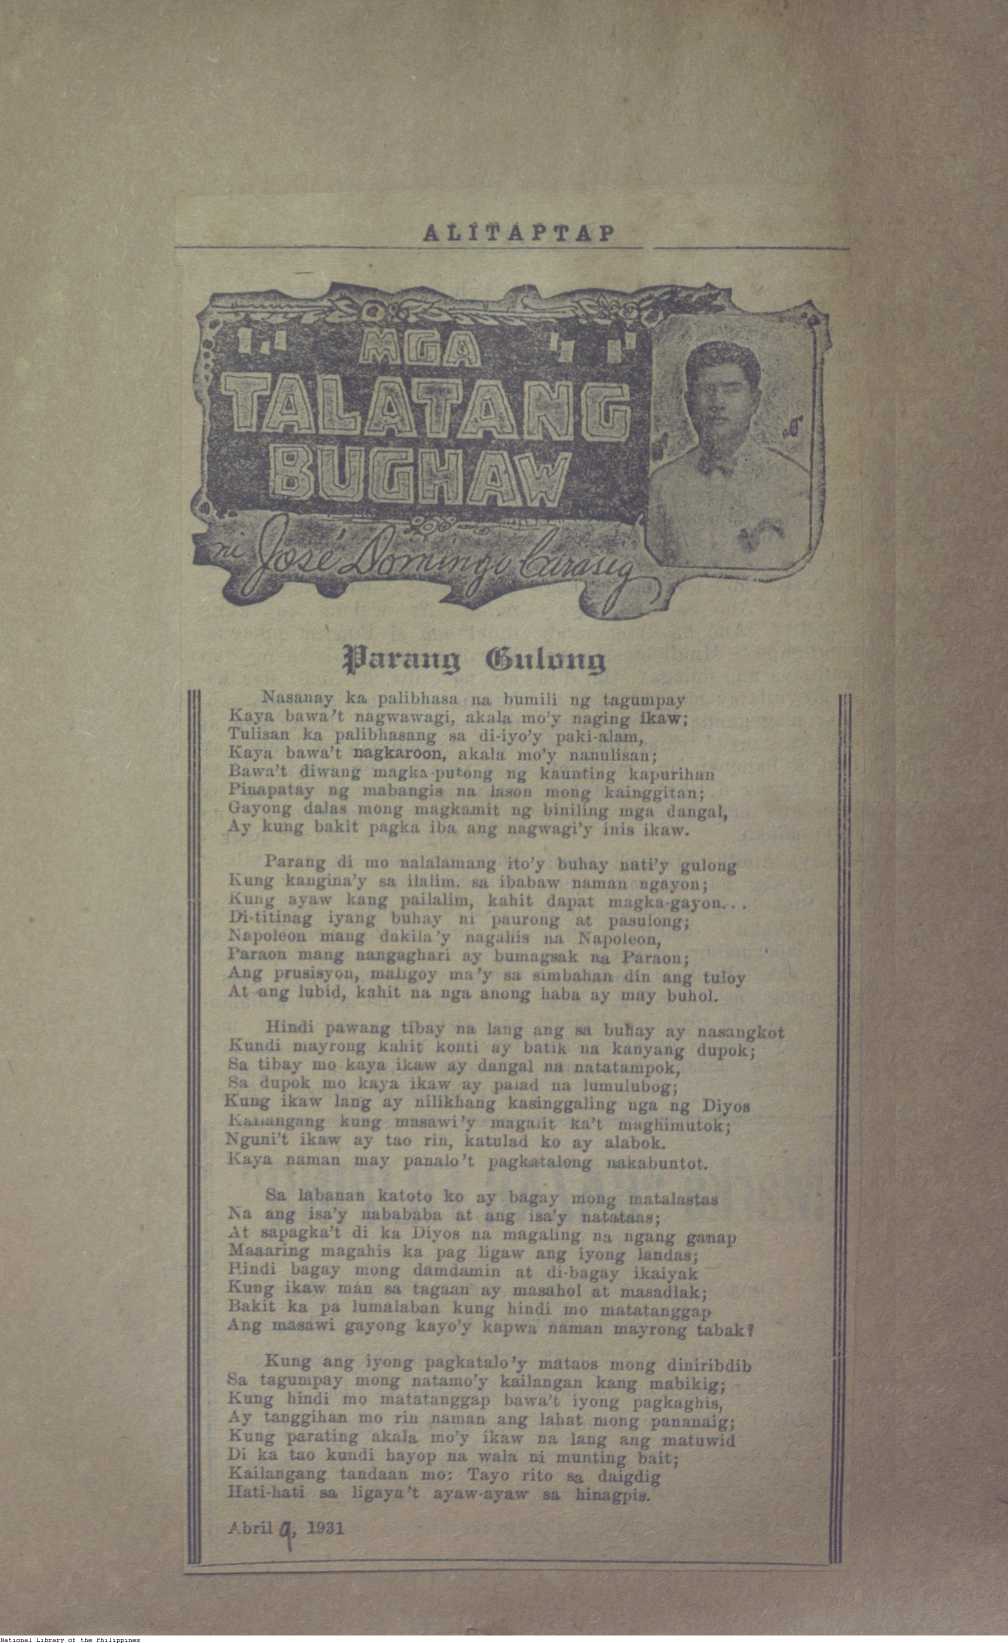 ALITAPTAP
MGA
TALATANG
BUGHAW
ni José Domingo Carasig
Parang Gulong
Nasanay ka palibhasa na bumili ng tagumpay
Kaya bawa't nagwawagi, akala mo'y naging ikaw;
Tulisan ka palibhasang sa di-iyo'y paki-alam,
Kaya bawa't nagkaroon, akala mo'y nanulisan;
Bawa't diwang magka-putong ng kaunting kapurihan
Pinapatay ng mabangis na lason mong kainggitan;
Gayong dalas mong magkamit ng biniling mga dangal,
Ay kung bakit pagka iba ang nagwagi'y inis ikaw.
Parang di mo nalalamang ito'y buhay nati'y gulong
Kung kangina'y sa ilalim. sa ibabaw naman ngayon;
Kung ayaw kang pailalim, kahit dapat magka-gayon...
Di-titinag iyang buhay ni paurong at pasulong;
Napoleon mang dakila'y nagahis na Napoleon,
Paraon mang nangaghari ay bumagsak na Paraon;
Ang prusisyon, maligoy ma'y sa simbahan din ang tuloy
At ang lubid, kahit na nga anong haba ay may buhol.
Hindi pawang tibay na lang ang sa buhay ay nasangkot
Kundi mayrong kahit konti ay batik na kanyang dupok;
Sa tibay mo kaya ikaw ay dangal na natatampok,
Sa dupok mo kaya ikaw ay palad na lumulubog;
Kung ikaw lang ay nilikhang kasinggaling nga ng Diyos
Kailangang kung masawi'y magalit ka't maghimutok;
Nguni't ikaw ay tao rin, katulad ko ay alabok.
Kaya naman may panalo't pagkatalong nakabuntot.
Sa labanan katoto ko ay bagay mong matalastas
Na ang isa'y nabababa at ang isa'y natataas;
At sapagka't di ka Diyos na magaling na ngang ganap
Maaaring magahis ka pag ligaw ang iyong landas;
Hindi bagay mong damdamin at di-bagay ikaiyak
Kung ikaw man sa tagaan ay masahol at masadlak;
Bakit ka pa lumalaban kung hindi mo matatanggap
Ang masawi gayong kayo'y kapwa naman mayrong tabak?
Kung ang iyong pagkatalo'y mataos mong diniribdib
Sa tagumpay mong natamo'y kailangan kang mabikig;
Kung hindi mo matatanggap bawa't iyong pagkaghis,
Ay tanggihan mo rin naman ang lahat mong pananaig;
Kung parating akala mo'y ikaw na lang ang matuwid
Di ka tao kundi hayop na wala ni munting bait;
Kailangang tandaan mo: Tayo rito sa daigdig
Hati-hati sa ligaya't ayaw-ayaw sa hinagpis.
Abril 9, 1931
National Library of the Philippines